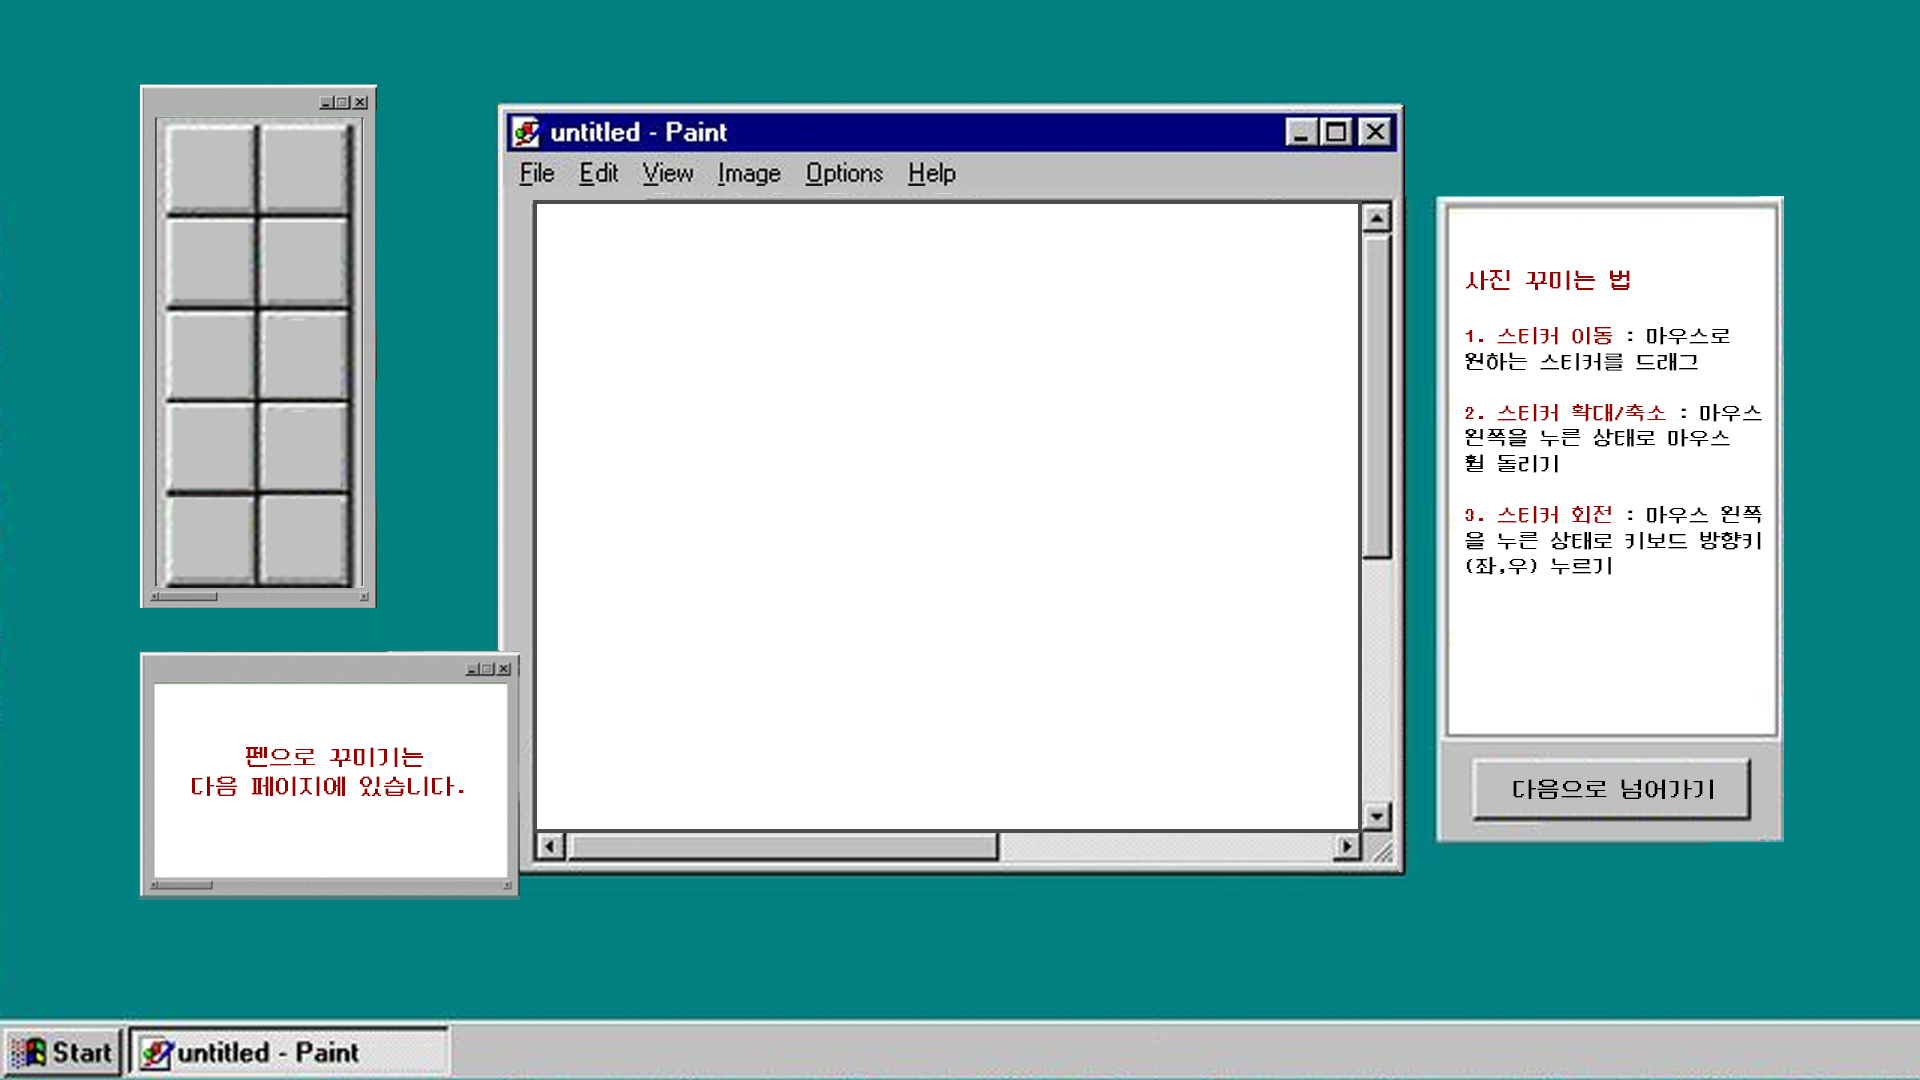 untitled - Paint
File Edit View Image Options Help
사진 꾸미는 법
1. 스티커 이동 : 마우스로
원하는 스티커를 드래그
2. 스티커 확대/축소 : 마우스
왼쪽을 누른 상태로 마우스
휠 돌리기
3. 스티커 회전 : 마우스 왼쪽
을 누른 상태로 키보드 방향키
(좌,우) 누르기
다음으로 넘어가기
펜으로 꾸미기는
다음 페이지에 있습니다.
Start
untitled - Paint